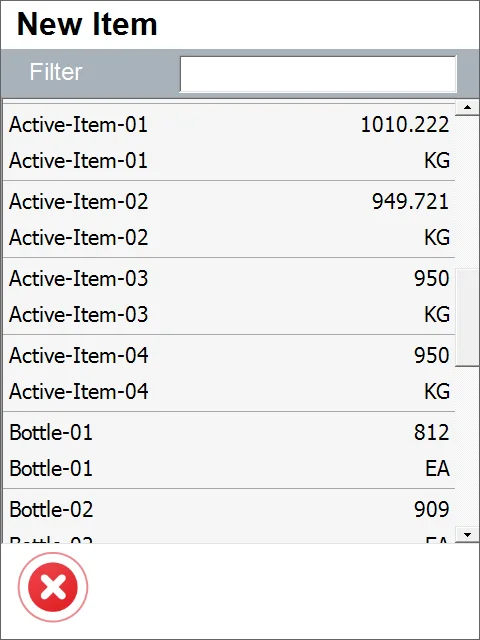 New Item
Filter
Active-Item-01 1010.222
Active-Item-01 KG
Active-Item-02 949.721
Active-Item-02 KG
Active-Item-03 950
Active-Item-03 KG
Active-Item-04 950
Active-Item-04 KG
Bottle-01 812
Bottle-01 EA
Bottle-02 909
Bottle-02 EA